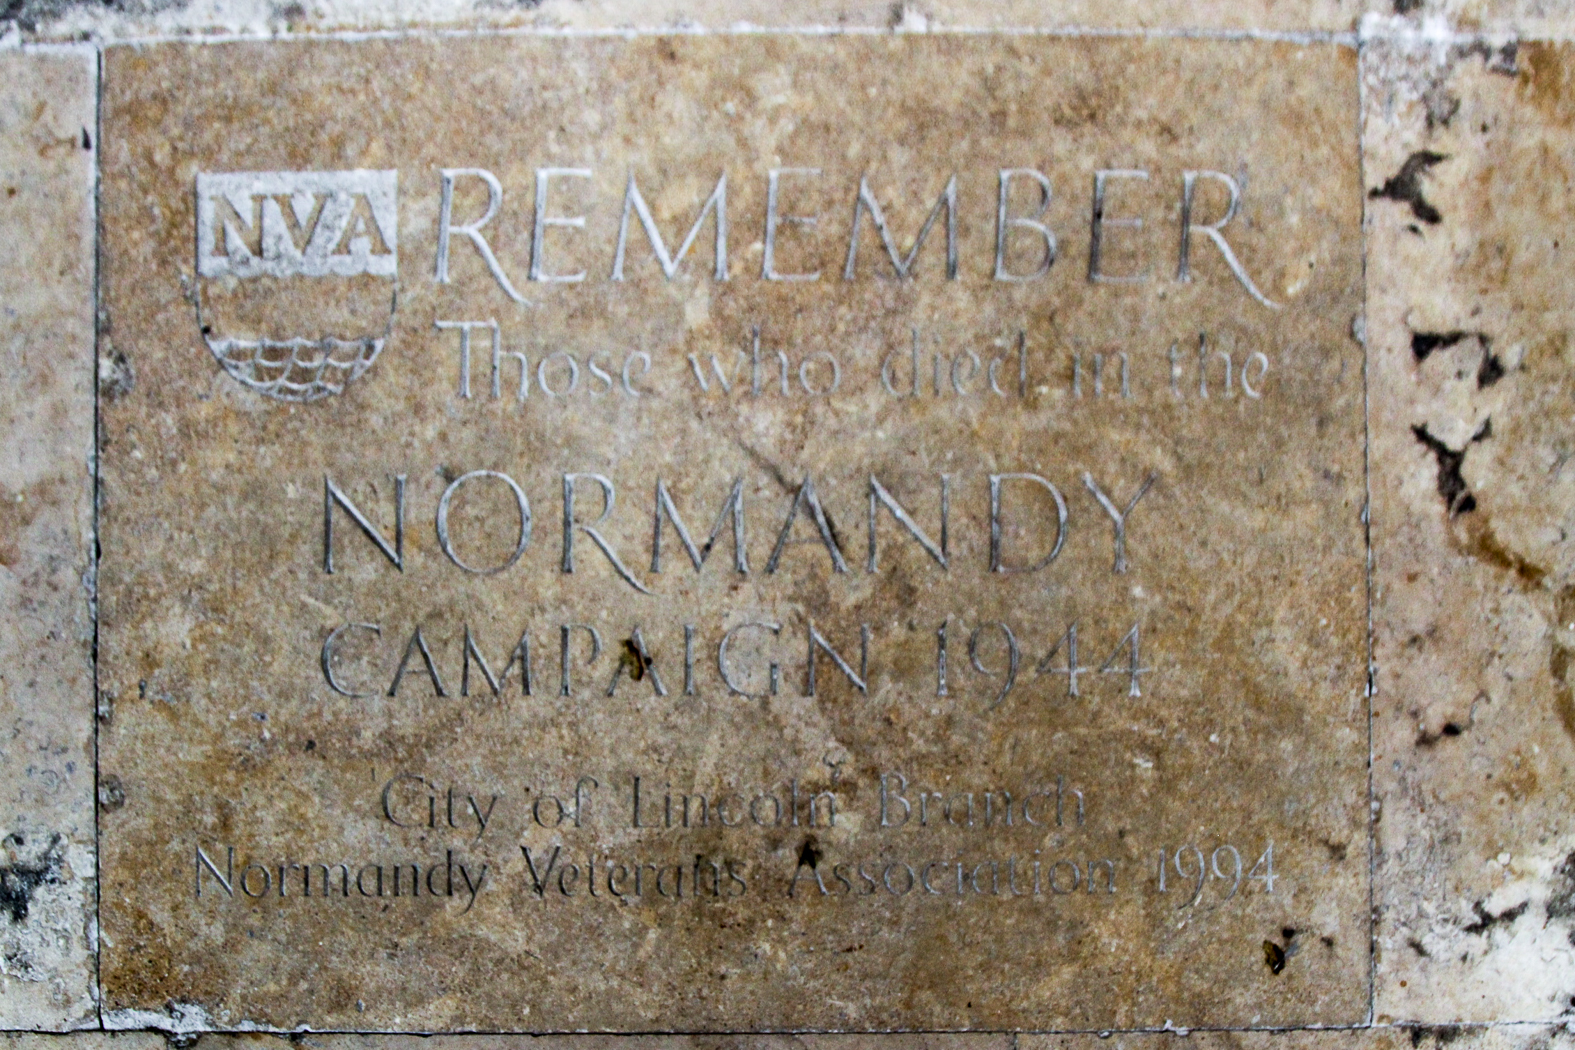 NVA
REMEMBER
Those who died in the
NORMANDY
CAMPAIGN 1944
City of Lincoln Branch
Normandy Veterans Association 1994